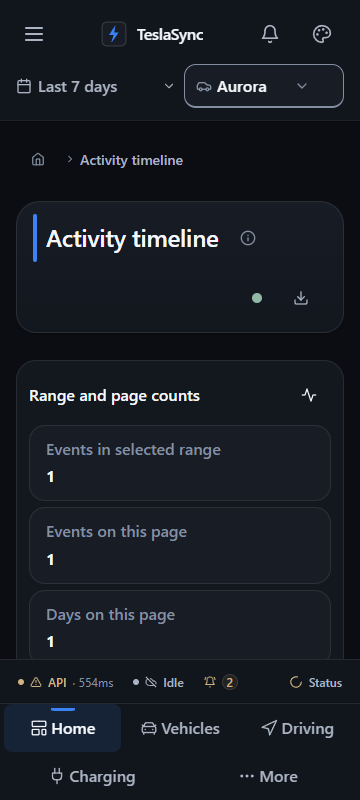 TeslaSync
Last 7 days
Aurora
Activity timeline
Activity timeline
Range and page counts
Events in selected range
1
Events on this page
1
Days on this page
1
API · 554ms
Idle
2
Status
Home
Vehicles
Driving
Charging
More